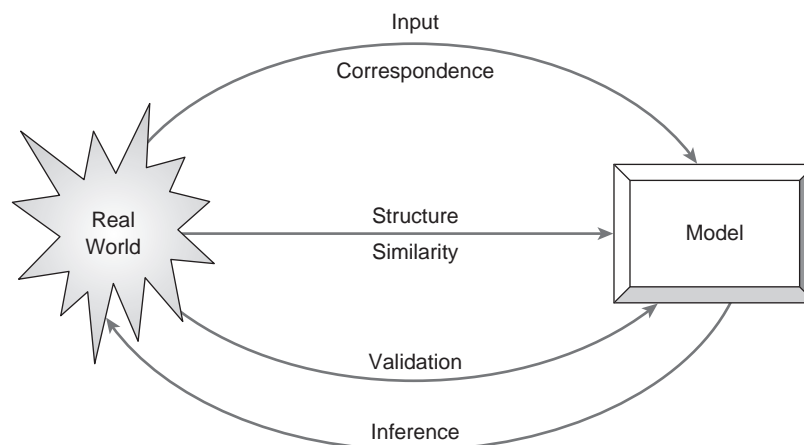 Input
Correspondence
Real
World
Structure
Similarity
Model
Validation
Inference